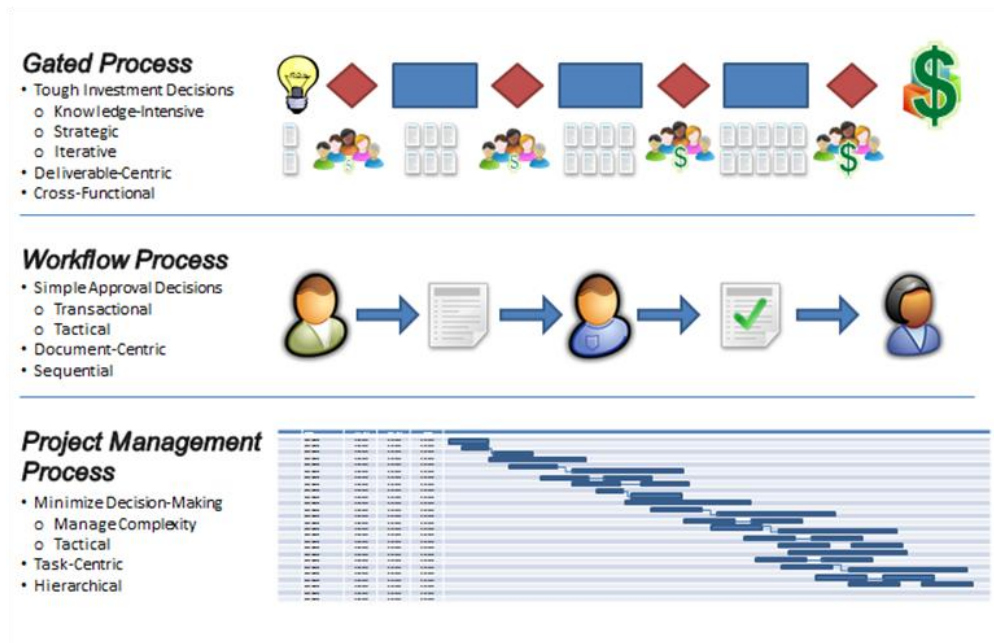 Gated Process
• Tough Investment Decisions
o Knowledge-Intensive
o Strategic
o Iterative
• Deliverable-Centric
• Cross-Functional
$
$
$
$
$
Workflow Process
• Simple Approval Decisions
o Transactional
o Tactical
• Document-Centric
• Sequential
Project Management
Process
• Minimize Decision-Making
o Manage Complexity
o Tactical
• Task-Centric
• Hierarchical